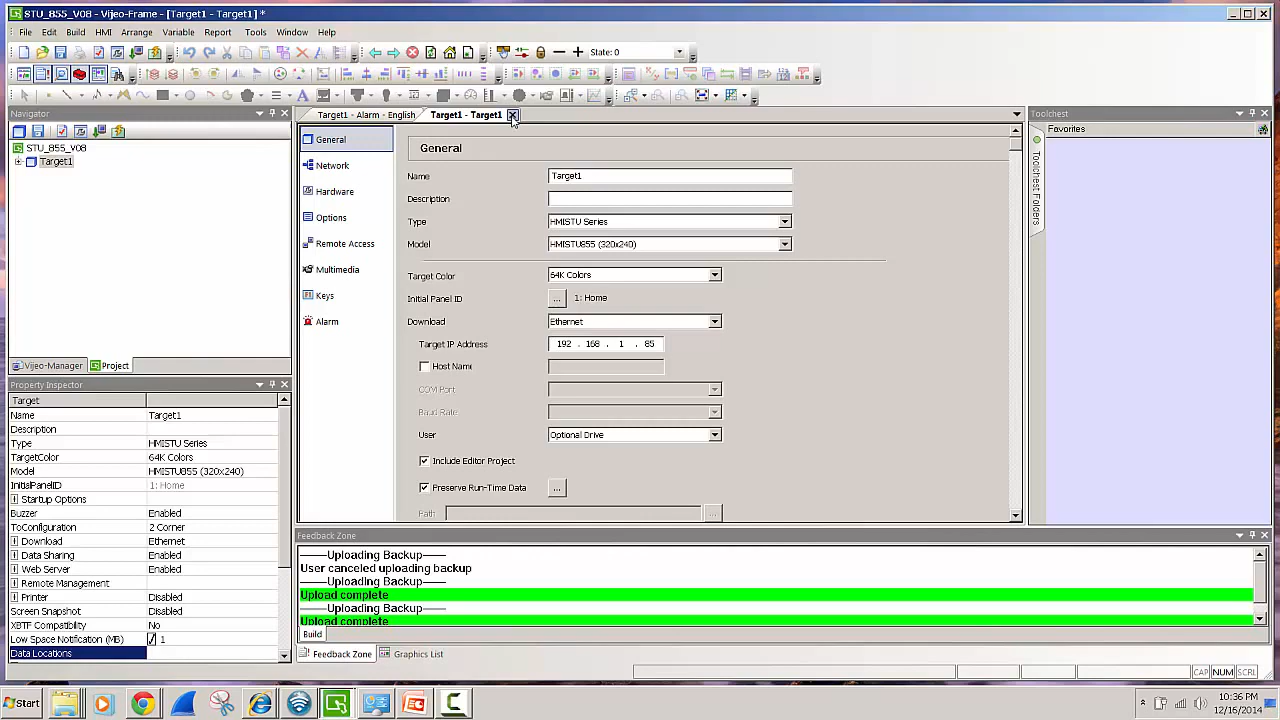 STU_855_V08 - Vijeo-Frame - [Target1 - Target1] *
File Edit Build HMI Arrange Variable Report Tools Window Help
State: 0
Navigator
STU_855_V08
Target1
Vijeo-Manager Project
Property Inspector
Target
Name Target1
Description
Type HMISTU Series
TargetColor 64K Colors
Model HMISTU855 (320x240)
InitialPanelID 1: Home
Startup Options
Buzzer Enabled
ToConfiguration 2 Corner
Download Ethernet
Data Sharing Enabled
Web Server Enabled
Remote Management
Printer Disabled
Screen Snapshot Disabled
XBTF Compatibility No
Low Space Notification (MB) 1
Data Locations
Target1 - Alarm - English Target1 - Target1
General
Network
Hardware
Options
Remote Access
Multimedia
Keys
Alarm
General
Name Target1
Description
Type HMISTU Series
Model HMISTU855 (320x240)
Target Color 64K Colors
Initial Panel ID ... 1: Home
Download Ethernet
Target IP Address 192 . 168 . 1 . 85
Host Name
COM Port
Baud Rate
User Optional Drive
Include Editor Project
Preserve Run-Time Data ...
Path ...
Toolchest
Favorites
Toolchest Folders
Feedback Zone
-------Uploading Backup-------
User canceled uploading backup
-------Uploading Backup-------
Upload complete
-------Uploading Backup-------
Upload complete
Build
Feedback Zone Graphics List
CAP NUM SCRL
Start
10:36 PM
12/16/2014